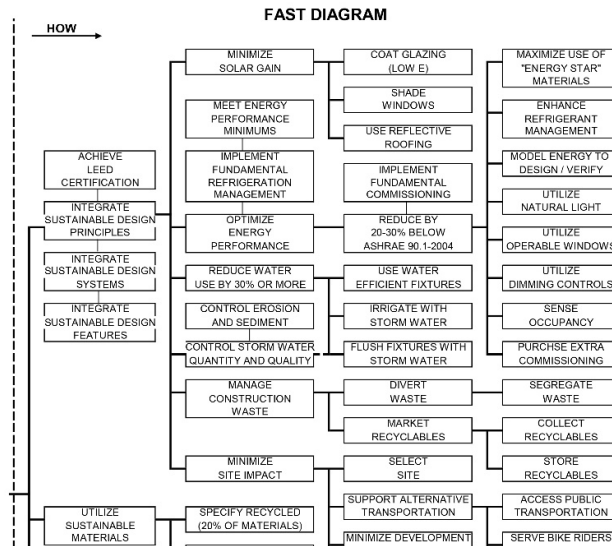 FAST DIAGRAM
HOW
MINIMIZE
SOLAR GAIN
COAT GLAZING
(LOW E)
MAXIMIZE USE OF
"ENERGY STAR"
MATERIALS
SHADE
WINDOWS
MEET ENERGY
PERFORMANCE
MINIMUMS
ENHANCE
REFRIGERANT
MANAGEMENT
USE REFLECTIVE
ROOFING
ACHIEVE
LEED
CERTIFICATION
IMPLEMENT
FUNDAMENTAL
REFRIGERATION
MANAGEMENT
IMPLEMENT
FUNDAMENTAL
COMMISSIONING
MODEL ENERGY TO
DESIGN / VERIFY
UTILIZE
NATURAL LIGHT
INTEGRATE
SUSTAINABLE DESIGN
PRINCIPLES
OPTIMIZE
ENERGY
PERFORMANCE
REDUCE BY
20-30% BELOW
ASHRAE 90.1-2004
UTILIZE
OPERABLE WINDOWS
INTEGRATE
SUSTAINABLE DESIGN
SYSTEMS
REDUCE WATER
USE BY 30% OR MORE
USE WATER
EFFICIENT FIXTURES
UTILIZE
DIMMING CONTROLS
INTEGRATE
SUSTAINABLE DESIGN
FEATURES
CONTROL EROSION
AND SEDIMENT
IRRIGATE WITH
STORM WATER
SENSE
OCCUPANCY
CONTROL STORM WATER
QUANTITY AND QUALITY
FLUSH FIXTURES WITH
STORM WATER
PURCHSE EXTRA
COMMISSIONING
MANAGE
CONSTRUCTION
WASTE
DIVERT
WASTE
SEGREGATE
WASTE
MARKET
RECYCLABLES
COLLECT
RECYCLABLES
MINIMIZE
SITE IMPACT
SELECT
SITE
STORE
RECYCLABLES
UTILIZE
SUSTAINABLE
MATERIALS
SPECIFY RECYCLED
(20% OF MATERIALS)
SUPPORT ALTERNATIVE
TRANSPORTATION
ACCESS PUBLIC
TRANSPORTATION
MINIMIZE DEVELOPMENT
SERVE BIKE RIDERS